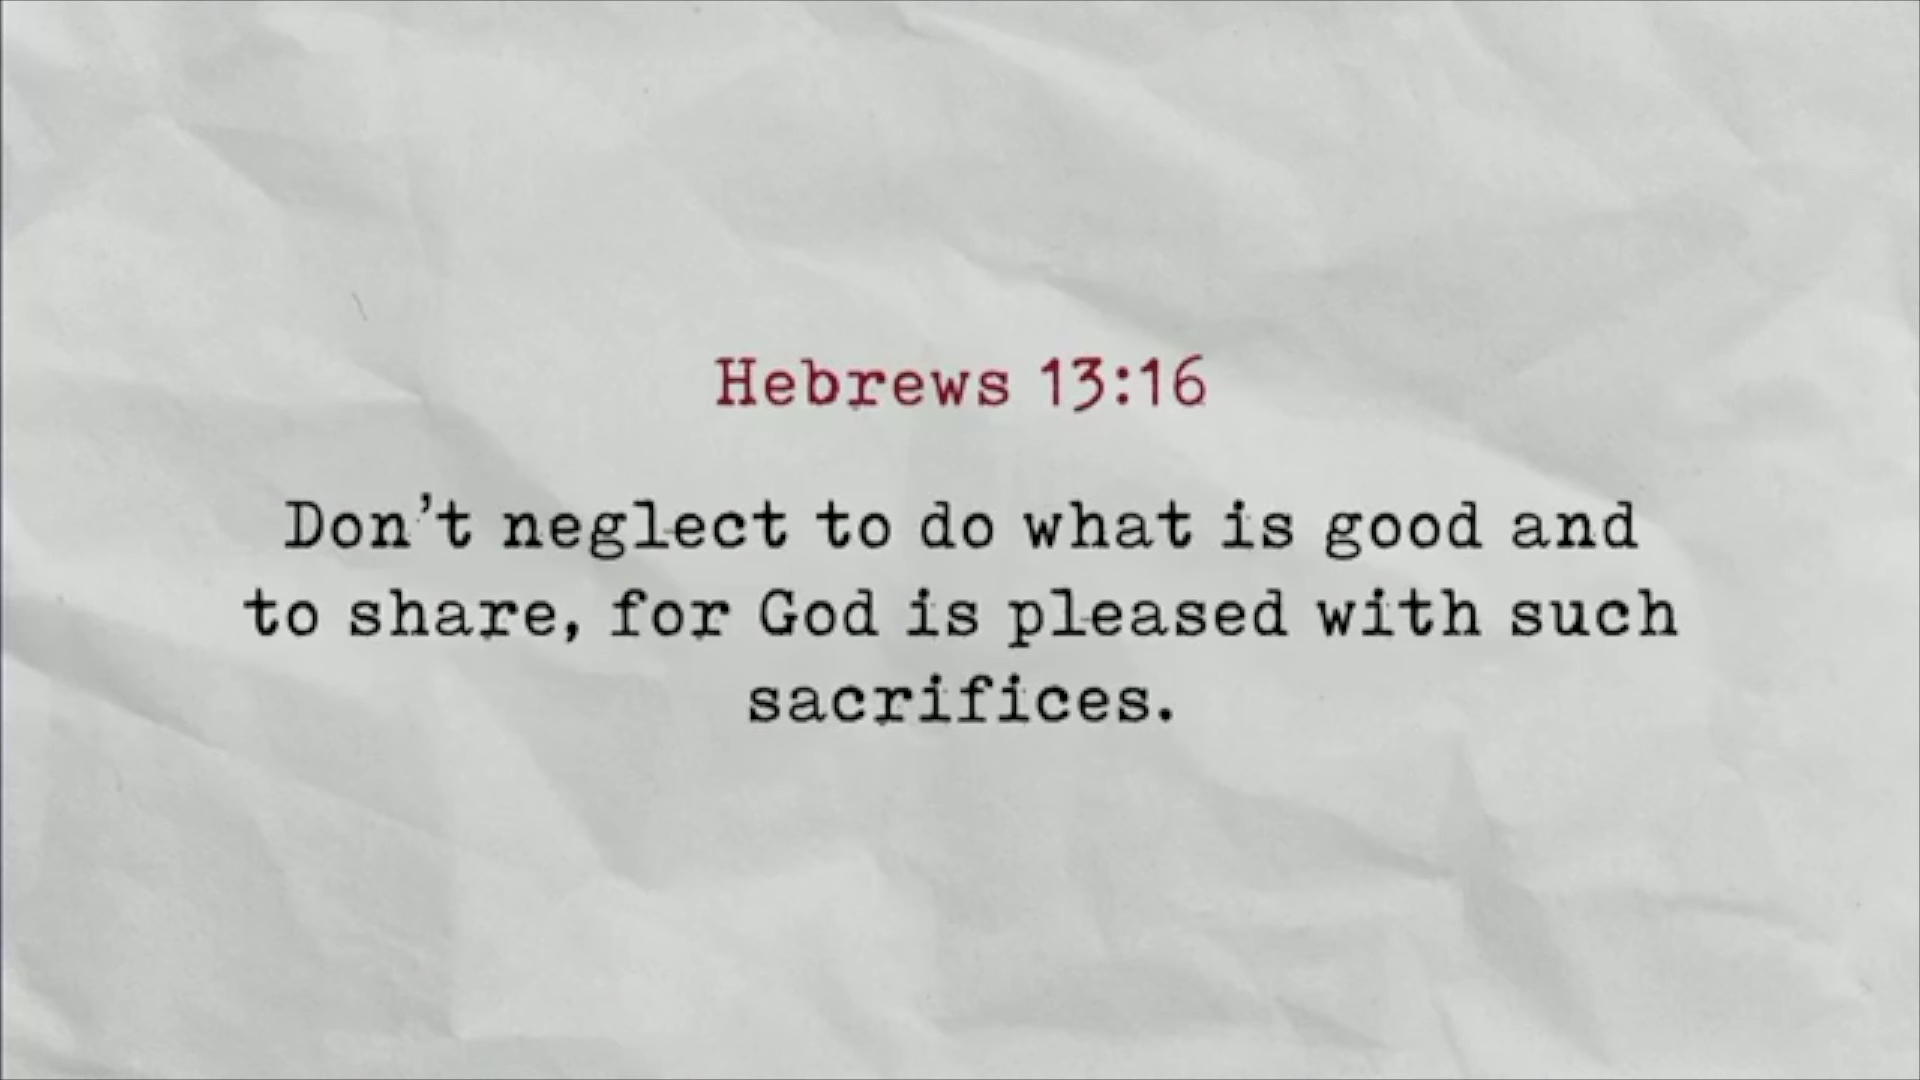 Hebrews 13:16
Don't neglect to do what is good and
to share, for God is pleased with such
sacrifices.